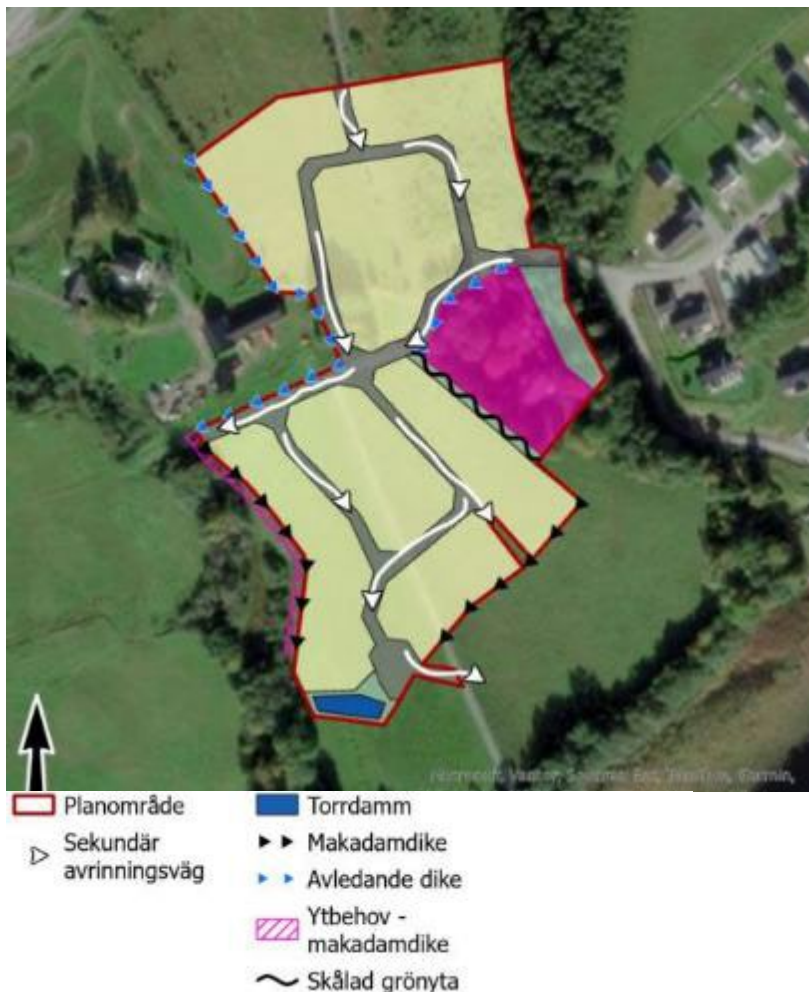 Planområde
Sekundär
avrinningsväg
Torrdamm
Makadamdike
Avledande dike
Ytbehov -
makadamdike
Skålad grönyta